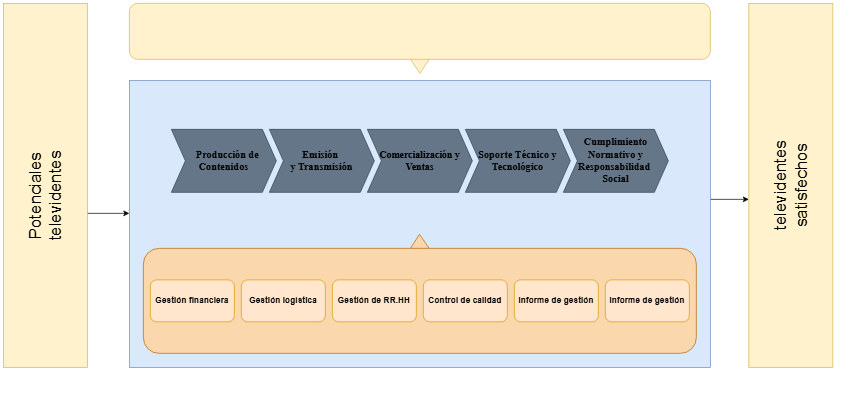 Potenciales
televidentes
Producción de
Contenidos
Emisión
y Transmisión
Comercialización y
Ventas
Soporte Técnico y
Tecnológico
Cumplimiento
Normativo y
Responsabilidad
Social
Gestión financiera
Gestión logística
Gestión de RR.HH
Control de calidad
Informe de gestión
Informe de gestión
televidentes
satisfechos